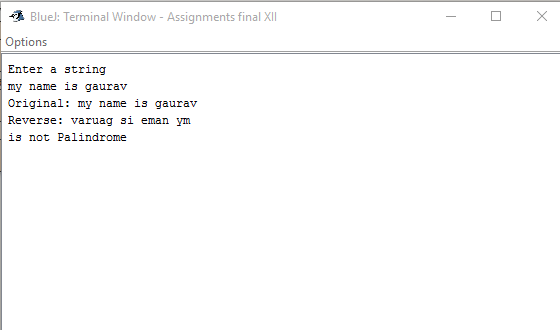 BlueJ: Terminal Window - Assignments final XII
Options
Enter a string
my name is gaurav
Original: my name is gaurav
Reverse: varuag si eman ym
is not Palindrome